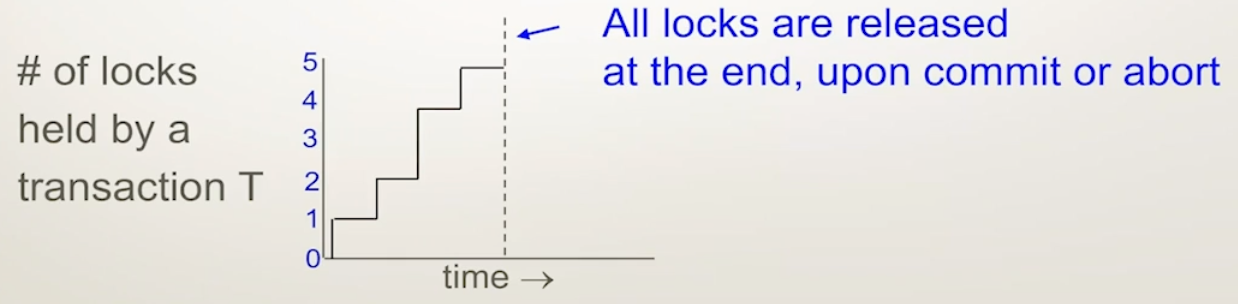 All locks are released
at the end, upon commit or abort
# of locks
held by a
transaction T
5
4
3
2
1
0
time →